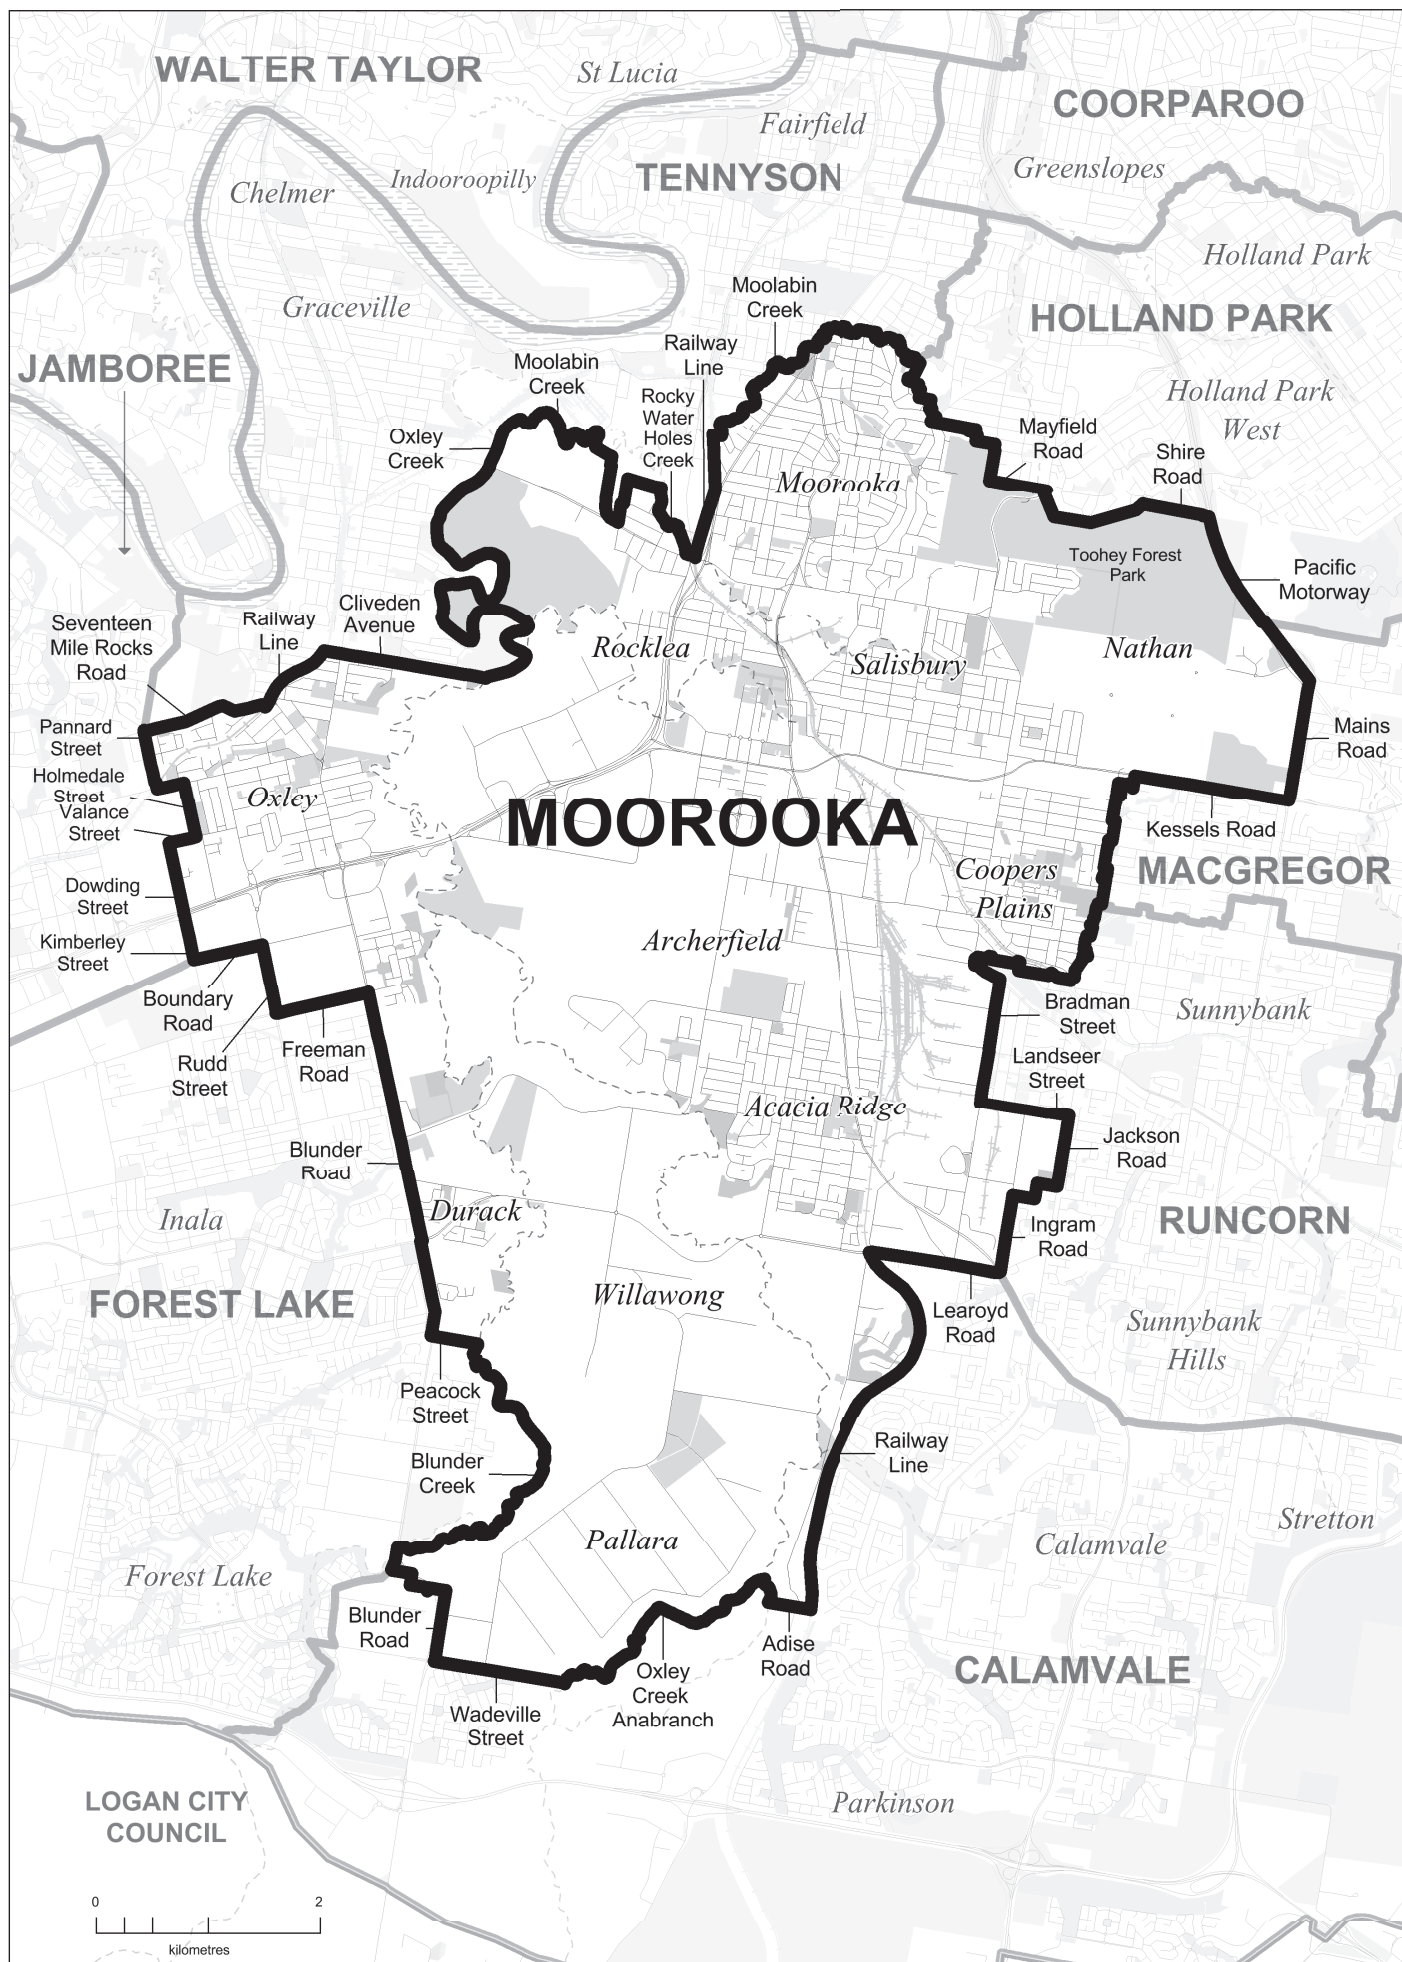 WALTER TAYLOR
St Lucia
COORPAROO
Fairfield
Greenslopes
TENNYSON
Indooroopilly
Chelmer
Holland Park
Moolabin
Creek
Graceville
HOLLAND PARK
Railway
Line
JAMBOREE
Moolabin
Creek
Rocky
Water
Holes
Creek
Holland Park
West
Oxley
Creek
Mayfield
Road
Shire
Road
Moorooka
Toohey Forest
Park
Pacific
Motorway
Cliveden
Avenue
Railway
Line
Seventeen
Mile Rocks
Road
Rocklea
Salisbury
Nathan
Pannard
Street
Mains
Road
Holmedale
Street
Valance
Street
Oxley
MOOROOKA
Kessels Road
MACGREGOR
Coopers
Plains
Dowding
Street
Kimberley
Street
Archerfield
Boundary
Road
Bradman
Street
Sunnybank
Rudd
Street
Freeman
Road
Landseer
Street
Acacia Ridge
Jackson
Road
Blunder
Road
Durack
Inala
Ingram
Road
RUNCORN
Willawong
FOREST LAKE
Learoyd
Road
Sunnybank
Hills
Peacock
Street
Railway
Line
Blunder
Creek
Stretton
Pallara
Calamvale
Forest Lake
Blunder
Road
Adise
Road
CALAMVALE
Oxley
Creek
Anabranch
Wadeville
Street
LOGAN CITY
COUNCIL
Parkinson
0 2
kilometres